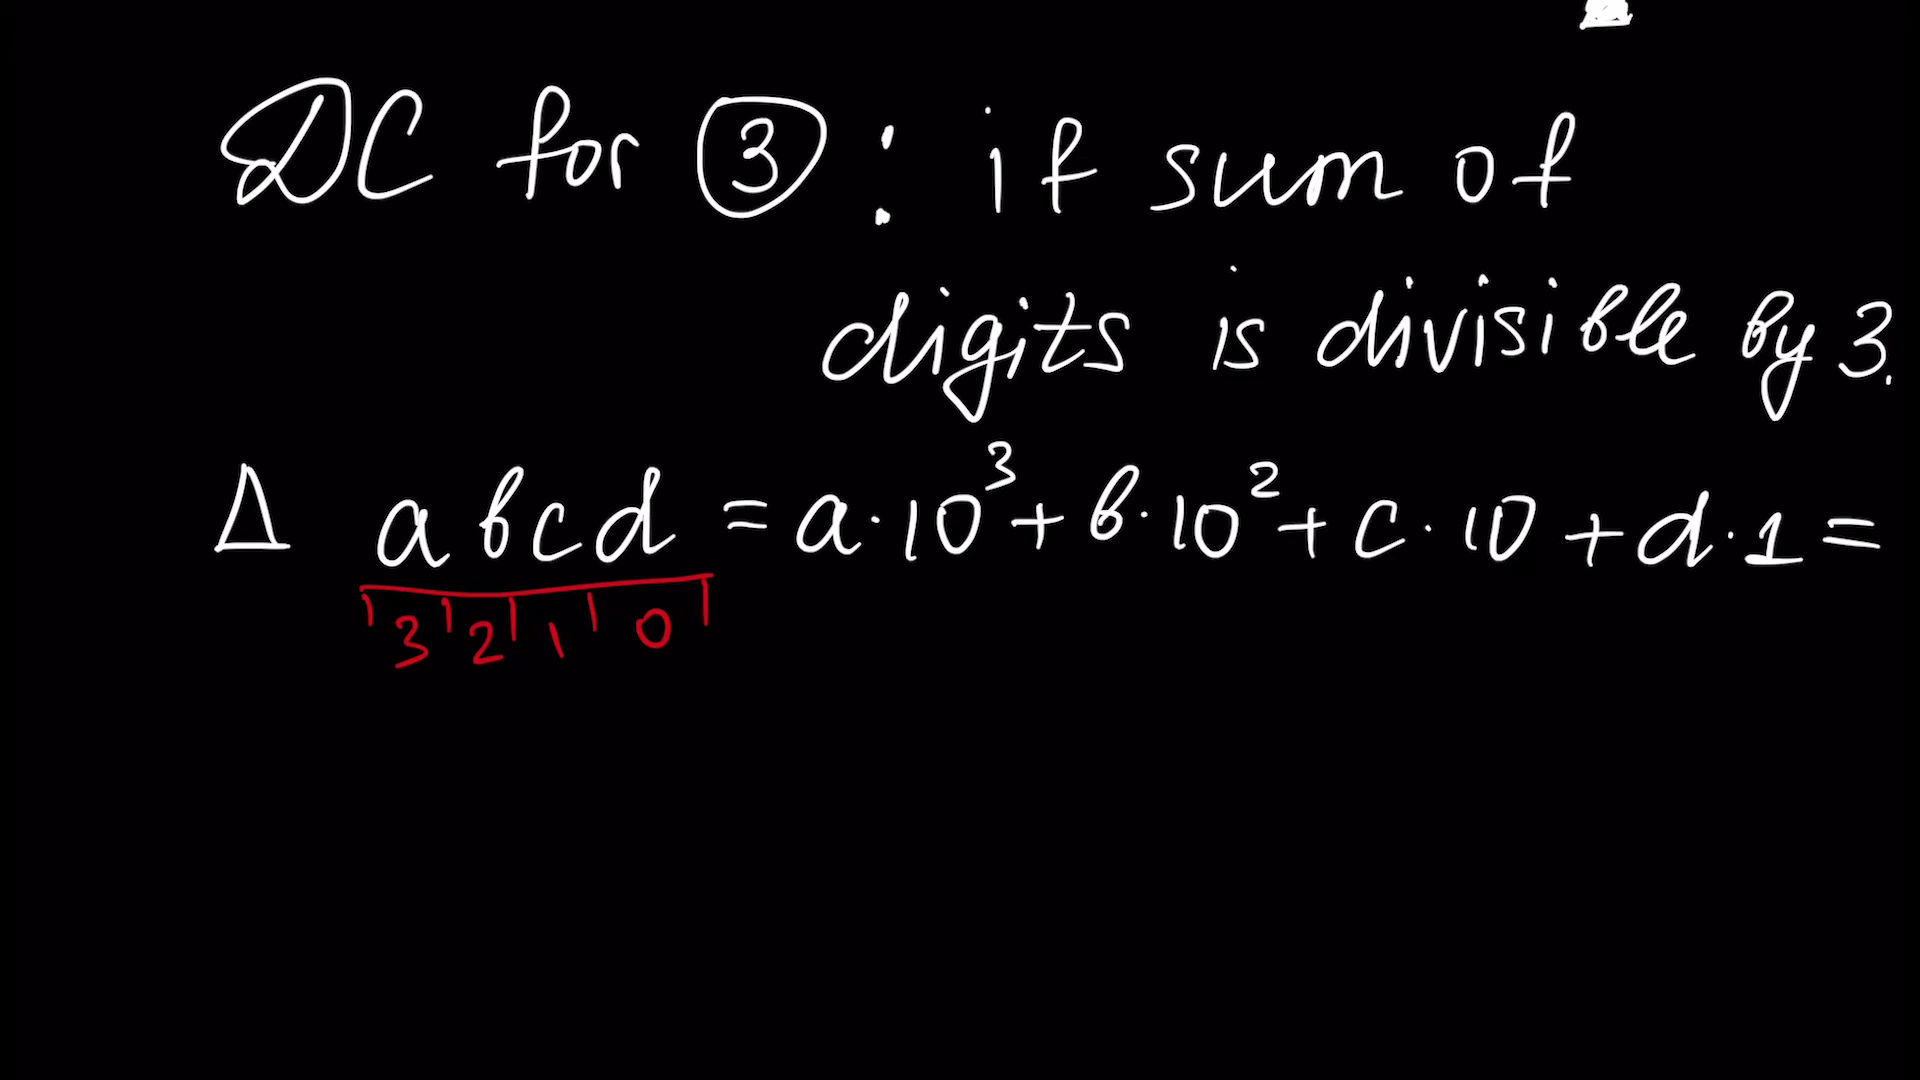 DC for ③ : if sum of
digits is divisible by 3.
Δ abcd = a·10³ + b·10² + c·10 + d·1 =
3 2 1 0